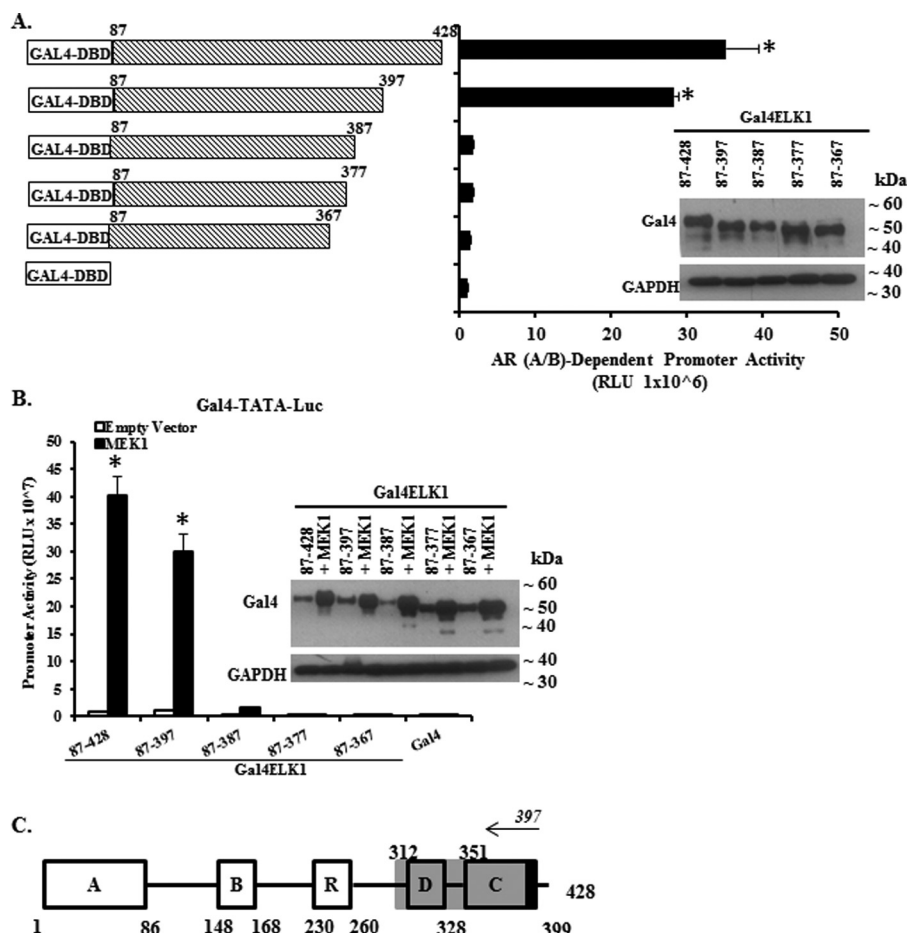 A.
87
428
GAL4-DBD
87
397
GAL4-DBD
87
387
GAL4-DBD
87
377
GAL4-DBD
87
367
GAL4-DBD
GAL4-DBD
*
*
Gal4ELK1
87-428
87-397
87-387
87-377
87-367
kDa
Gal4
~ 60
~ 50
~ 40
GAPDH
~ 40
~ 30
0 10 20 30 40 50
AR (A/B)-Dependent Promoter Activity
(RLU 1x10^6)
B.
Gal4-TATA-Luc
Empty Vector
MEK1
Promoter Activity (RLU x 10^7)
50
45
40
35
30
25
20
15
10
5
0
*
*
87-428
87-397
87-387
87-377
87-367
Gal4
Gal4ELK1
Gal4ELK1
87-428
+ MEK1
87-397
+ MEK1
87-387
+ MEK1
87-377
+ MEK1
87-367
+ MEK1
kDa
Gal4
~ 60
~ 50
~ 40
GAPDH
~ 40
~ 30
C.
397
312 351
A B R D C
428
1 86 148 168 230 260 328 399